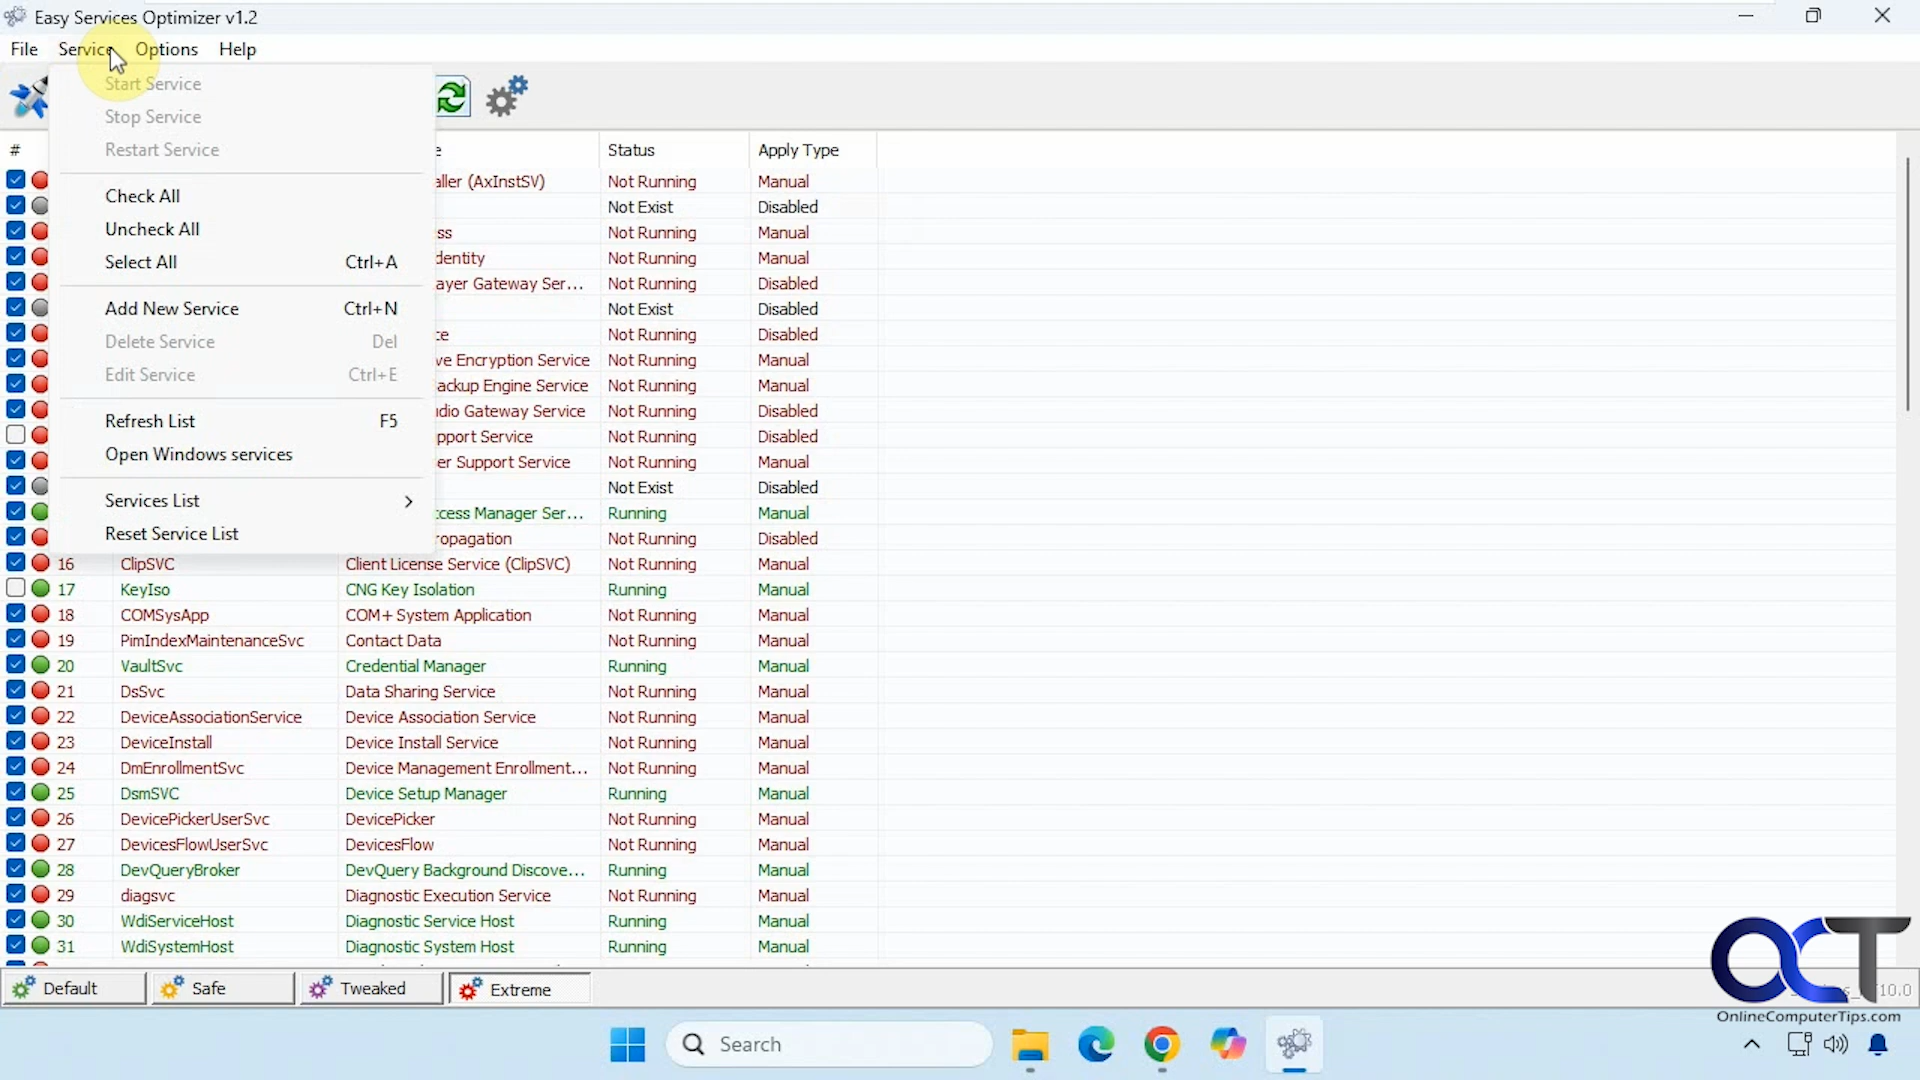 Easy Services Optimizer v1.2
File Service Options Help
Start Service
Stop Service
Restart Service
Check All
Uncheck All
Select All Ctrl+A
Add New Service Ctrl+N
Delete Service Del
Edit Service Ctrl+E
Refresh List F5
Open Windows services
Services List
Reset Service List
# e Status Apply Type
aller (AxInstSV) Not Running Manual
Not Exist Disabled
ss Not Running Manual
dentity Not Running Manual
ayer Gateway Ser... Not Running Disabled
Not Exist Disabled
ce Not Running Disabled
ve Encryption Service Not Running Manual
ackup Engine Service Not Running Manual
udio Gateway Service Not Running Disabled
pport Service Not Running Disabled
er Support Service Not Running Manual
Not Exist Disabled
ccess Manager Ser... Running Manual
ropagation Not Running Disabled
16 ClipSVC Client License Service (ClipSVC) Not Running Manual
17 KeyIso CNG Key Isolation Running Manual
18 COMSysApp COM+ System Application Not Running Manual
19 PimIndexMaintenanceSvc Contact Data Not Running Manual
20 VaultSvc Credential Manager Running Manual
21 DsSvc Data Sharing Service Not Running Manual
22 DeviceAssociationService Device Association Service Not Running Manual
23 DeviceInstall Device Install Service Not Running Manual
24 DmEnrollmentSvc Device Management Enrollment... Not Running Manual
25 DsmSVC Device Setup Manager Running Manual
26 DevicePickerUserSvc DevicePicker Not Running Manual
27 DevicesFlowUserSvc DevicesFlow Not Running Manual
28 DevQueryBroker DevQuery Background Discove... Running Manual
29 diagsvc Diagnostic Execution Service Not Running Manual
30 WdiServiceHost Diagnostic Service Host Running Manual
31 WdiSystemHost Diagnostic System Host Running Manual
Default Safe Tweaked Extreme
OCT
OnlineComputerTips.com
Search